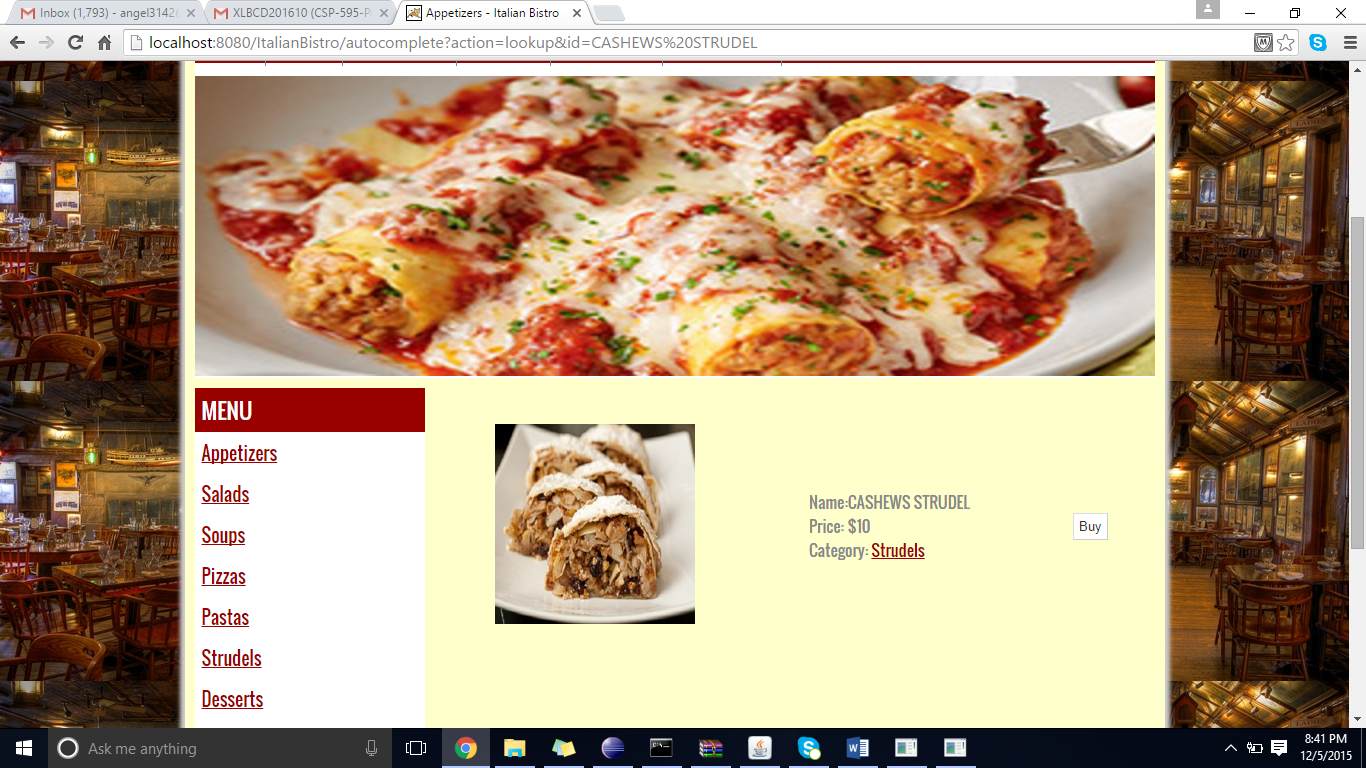 Inbox (1,793) - angel3142
XLBCD201610 (CSP-595-P
Appetizers - Italian Bistro
localhost:8080/ItalianBistro/autocomplete?action=lookup&id=CASHEWS%20STRUDEL
MENU
Appetizers
Salads
Soups
Pizzas
Pastas
Strudels
Desserts
Name:CASHEWS STRUDEL
Price: $10
Category: Strudels
Buy
Ask me anything
8:41 PM
12/5/2015